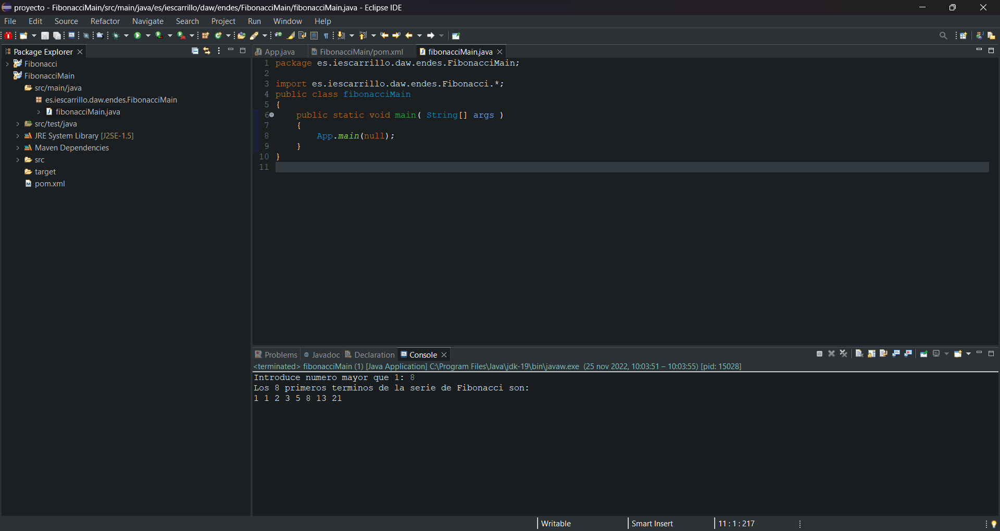 proyecto - FibonacciMain/src/main/java/es/iescarrillo/daw/endes/FibonacciMain/fibonacciMain.java - Eclipse IDE
File Edit Source Refactor Navigate Search Project Run Window Help
Package Explorer
Fibonacci
FibonacciMain
src/main/java
es.iescarrillo.daw.endes.FibonacciMain
fibonacciMain.java
src/test/java
JRE System Library [J2SE-1.5]
Maven Dependencies
src
target
pom.xml
App.java FibonacciMain/pom.xml fibonacciMain.java
1 package es.iescarrillo.daw.endes.FibonacciMain;
2
3 import es.iescarrillo.daw.endes.Fibonacci.*;
4 public class fibonacciMain
5 {
6 public static void main( String[] args )
7 {
8 App.main(null);
9 }
10 }
11
Problems Javadoc Declaration Console
<terminated> fibonacciMain (1) [Java Application] C:\Program Files\Java\jdk-19\bin\javaw.exe (25 nov 2022, 10:03:51 – 10:03:55) [pid: 15028]
Introduce numero mayor que 1: 8
Los 8 primeros terminos de la serie de Fibonacci son:
1 1 2 3 5 8 13 21
Writable Smart Insert 11 : 1 : 217